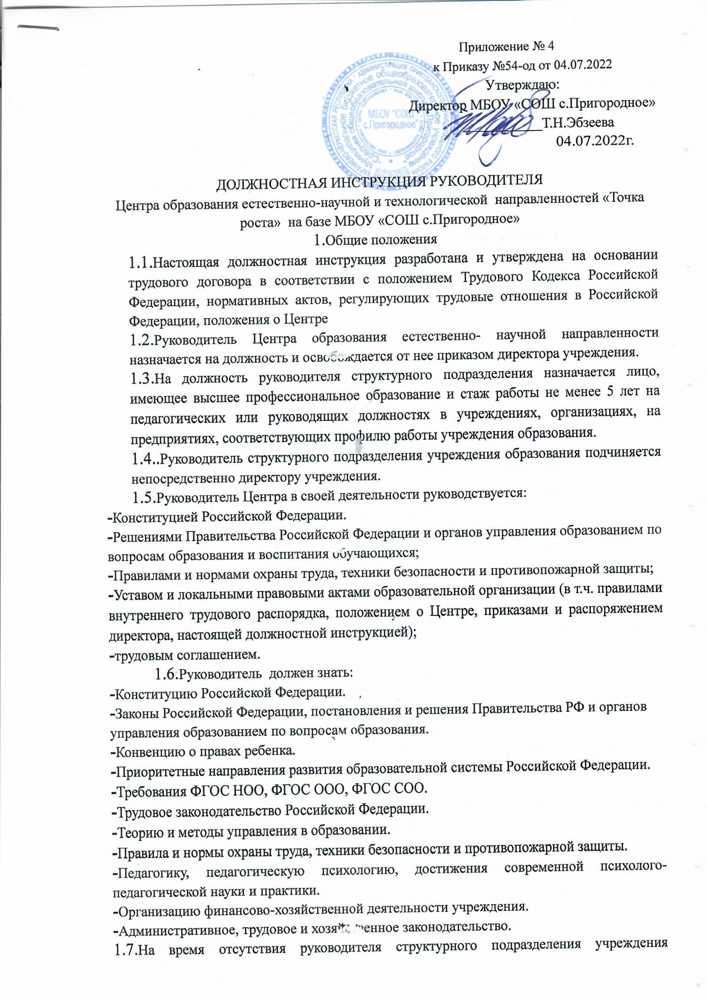 Приложение № 4
к Приказу №54-од от 04.07.2022
Утверждаю:
Директор МБОУ «СОШ с.Пригородное»
Т.Н.Эбзеева
04.07.2022г.
МБОУ "СОШ
с.Пригородное"
ДОЛЖНОСТНАЯ ИНСТРУКЦИЯ РУКОВОДИТЕЛЯ
Центра образования естественно-научной и технологической направленностей «Точка
роста» на базе МБОУ «СОШ с.Пригородное»
1.Общие положения
1.1.Настоящая должностная инструкция разработана и утверждена на основании
трудового договора в соответствии с положением Трудового Кодекса Российской
Федерации, нормативных актов, регулирующих трудовые отношения в Российской
Федерации, положения о Центре
1.2.Руководитель Центра образования естественно- научной направленности
назначается на должность и освобождается от нее приказом директора учреждения.
1.3.На должность руководителя структурного подразделения назначается лицо,
имеющее высшее профессиональное образование и стаж работы не менее 5 лет на
педагогических или руководящих должностях в учреждениях, организациях, на
предприятиях, соответствующих профилю работы учреждения образования.
1.4..Руководитель структурного подразделения учреждения образования подчиняется
непосредственно директору учреждения.
1.5.Руководитель Центра в своей деятельности руководствуется:
-Конституцией Российской Федерации.
-Решениями Правительства Российской Федерации и органов управления образованием по
вопросам образования и воспитания обучающихся;
-Правилами и нормами охраны труда, техники безопасности и противопожарной защиты;
-Уставом и локальными правовыми актами образовательной организации (в т.ч. правилами
внутреннего трудового распорядка, положением о Центре, приказами и распоряжением
директора, настоящей должностной инструкцией);
-трудовым соглашением.
1.6.Руководитель должен знать:
-Конституцию Российской Федерации.
-Законы Российской Федерации, постановления и решения Правительства РФ и органов
управления образованием по вопросам образования.
-Конвенцию о правах ребенка.
-Приоритетные направления развития образовательной системы Российской Федерации.
-Требования ФГОС НОО, ФГОС ООО, ФГОС СОО.
-Трудовое законодательство Российской Федерации.
-Теорию и методы управления в образовании.
-Правила и нормы охраны труда, техники безопасности и противопожарной защиты.
-Педагогику, педагогическую психологию, достижения современной психолого-
педагогической науки и практики.
-Организацию финансово-хозяйственной деятельности учреждения.
-Административное, трудовое и хозяйственное законодательство.
1.7.На время отсутствия руководителя структурного подразделения учреждения